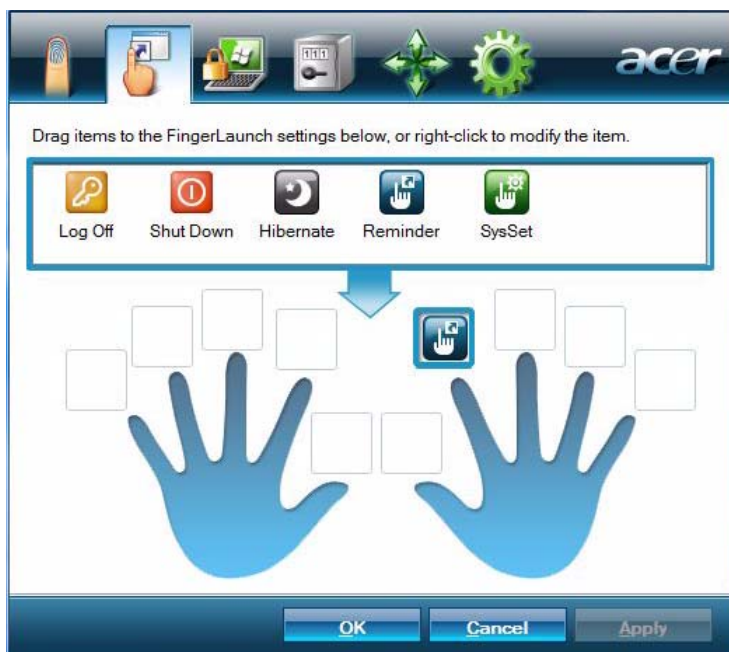 acer
Drag items to the FingerLaunch settings below, or right-click to modify the item.
Log Off Shut Down Hibernate Reminder SysSet
OK Cancel Apply